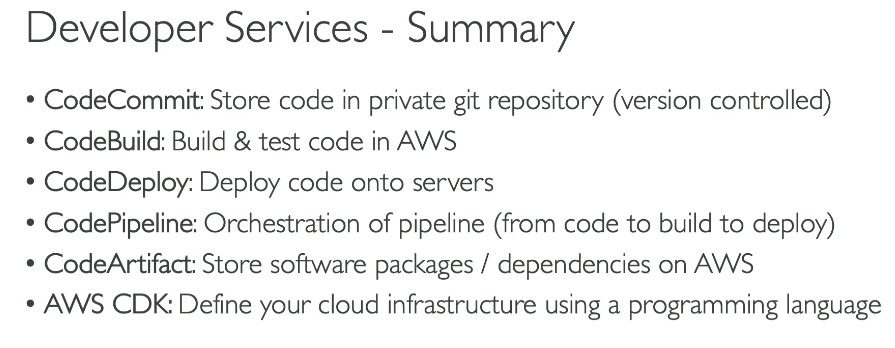 Developer Services - Summary
• CodeCommit: Store code in private git repository (version controlled)
• CodeBuild: Build & test code in AWS
• CodeDeploy: Deploy code onto servers
• CodePipeline: Orchestration of pipeline (from code to build to deploy)
• CodeArtifact: Store software packages / dependencies on AWS
• AWS CDK: Define your cloud infrastructure using a programming language